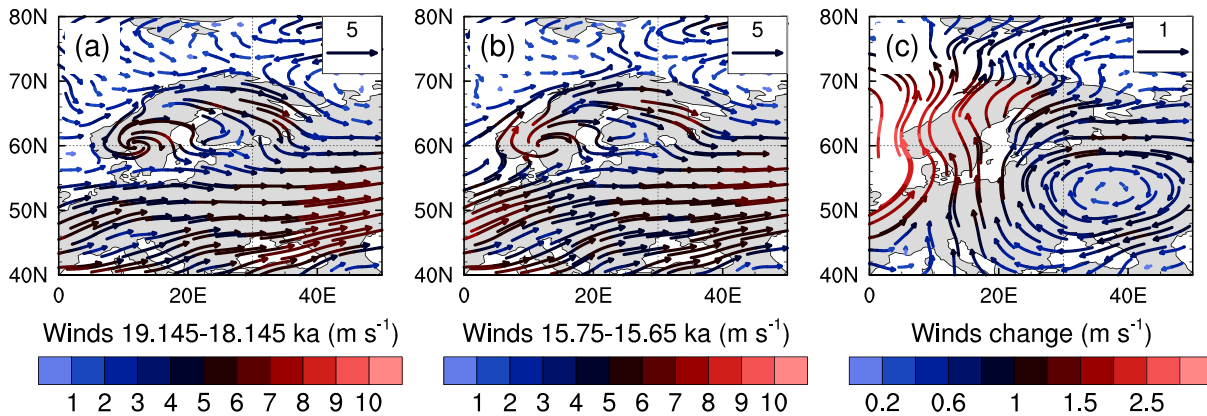 80N
70N
60N
50N
40N
(a)
5
0 20E 40E
Winds 19.145-18.145 ka (m s⁻¹)
1 2 3 4 5 6 7 8 9 10
80N
70N
60N
50N
40N
(b)
5
0 20E 40E
Winds 15.75-15.65 ka (m s⁻¹)
1 2 3 4 5 6 7 8 9 10
80N
70N
60N
50N
40N
(c)
1
0 20E 40E
Winds change (m s⁻¹)
0.2 0.6 1 1.5 2.5